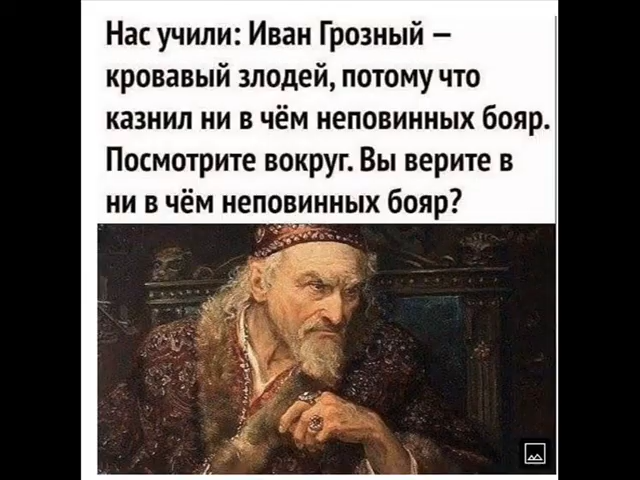 Нас учили: Иван Грозный –
кровавый злодей, потому что
казнил ни в чём неповинных бояр.
Посмотрите вокруг. Вы верите в
ни в чём неповинных бояр?